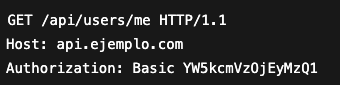 GET /api/users/me HTTP/1.1
Host: api.ejemplo.com
Authorization: Basic YW5kcmVzOjEyMzQ1